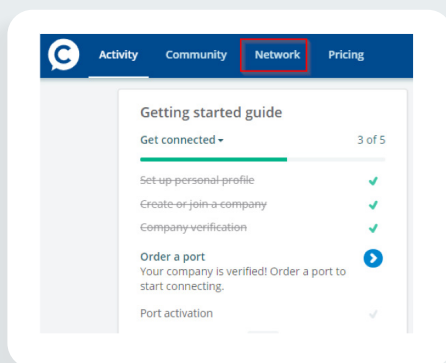 C
Activity Community Network Pricing
Getting started guide
Get connected 3 of 5
Set up personal profile
Create or join a company
Company verification
Order a port
Your company is verified! Order a port to
start connecting.
Port activation